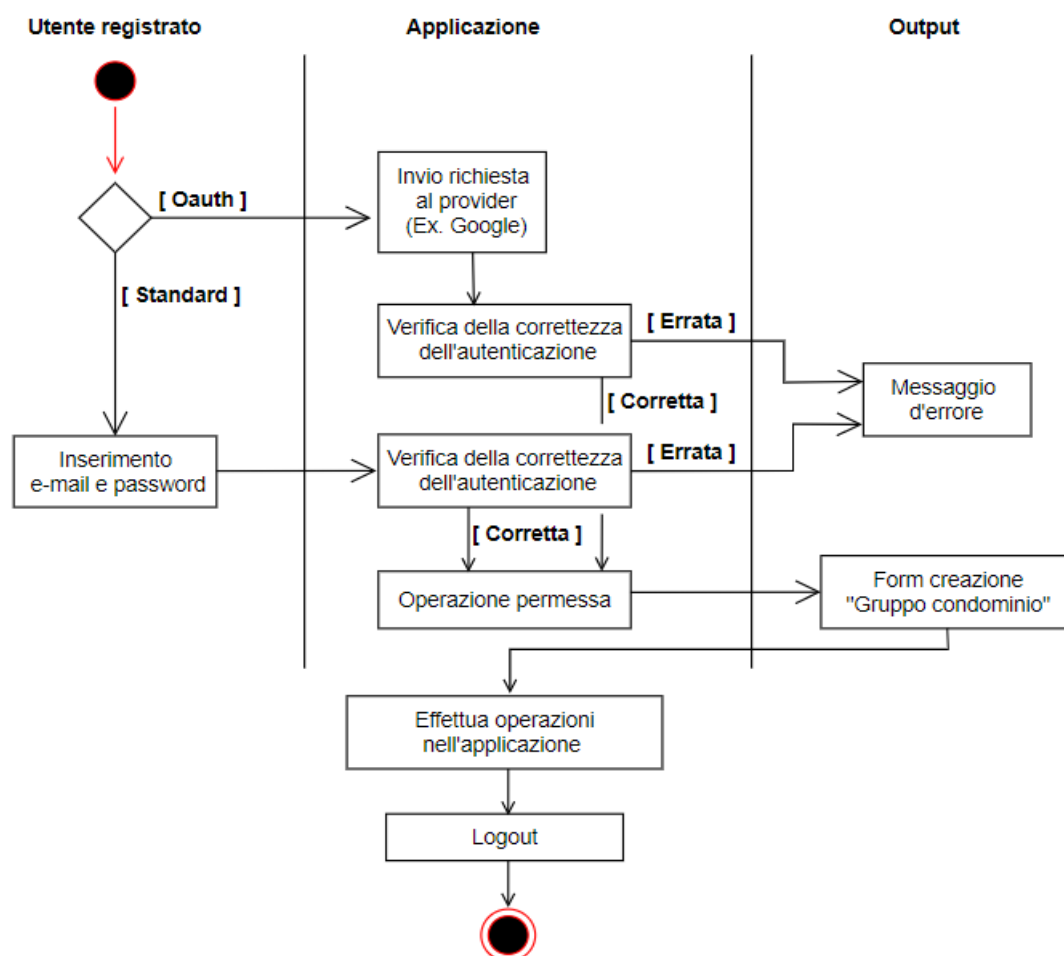 Utente registrato
Applicazione
Output
[ Oauth ]
Invio richiesta
al provider
(Ex. Google)
[ Standard ]
Verifica della correttezza
dell'autenticazione
[ Errata ]
Messaggio
d'errore
[ Corretta ]
Inserimento
e-mail e password
Verifica della correttezza
dell'autenticazione
[ Errata ]
[ Corretta ]
Operazione permessa
Form creazione
"Gruppo condominio"
Effettua operazioni
nell'applicazione
Logout